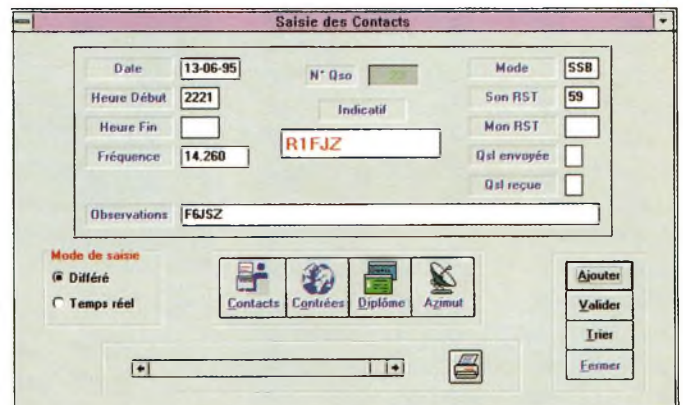 Saisie des Contacts
Date 13-06-95
N° Qso
Mode SSB
Heure Début 2221
Son RST 59
Indicatif
Heure Fin
Mon RST
R1FJZ
Fréquence 14.260
Qsl envoyée
Qsl reçue
Observations F6JSZ
Mode de saisie
Différé
Temps réel
Contacts Contrées Diplôme Azimut
Ajouter
Valider
Trier
Fermer